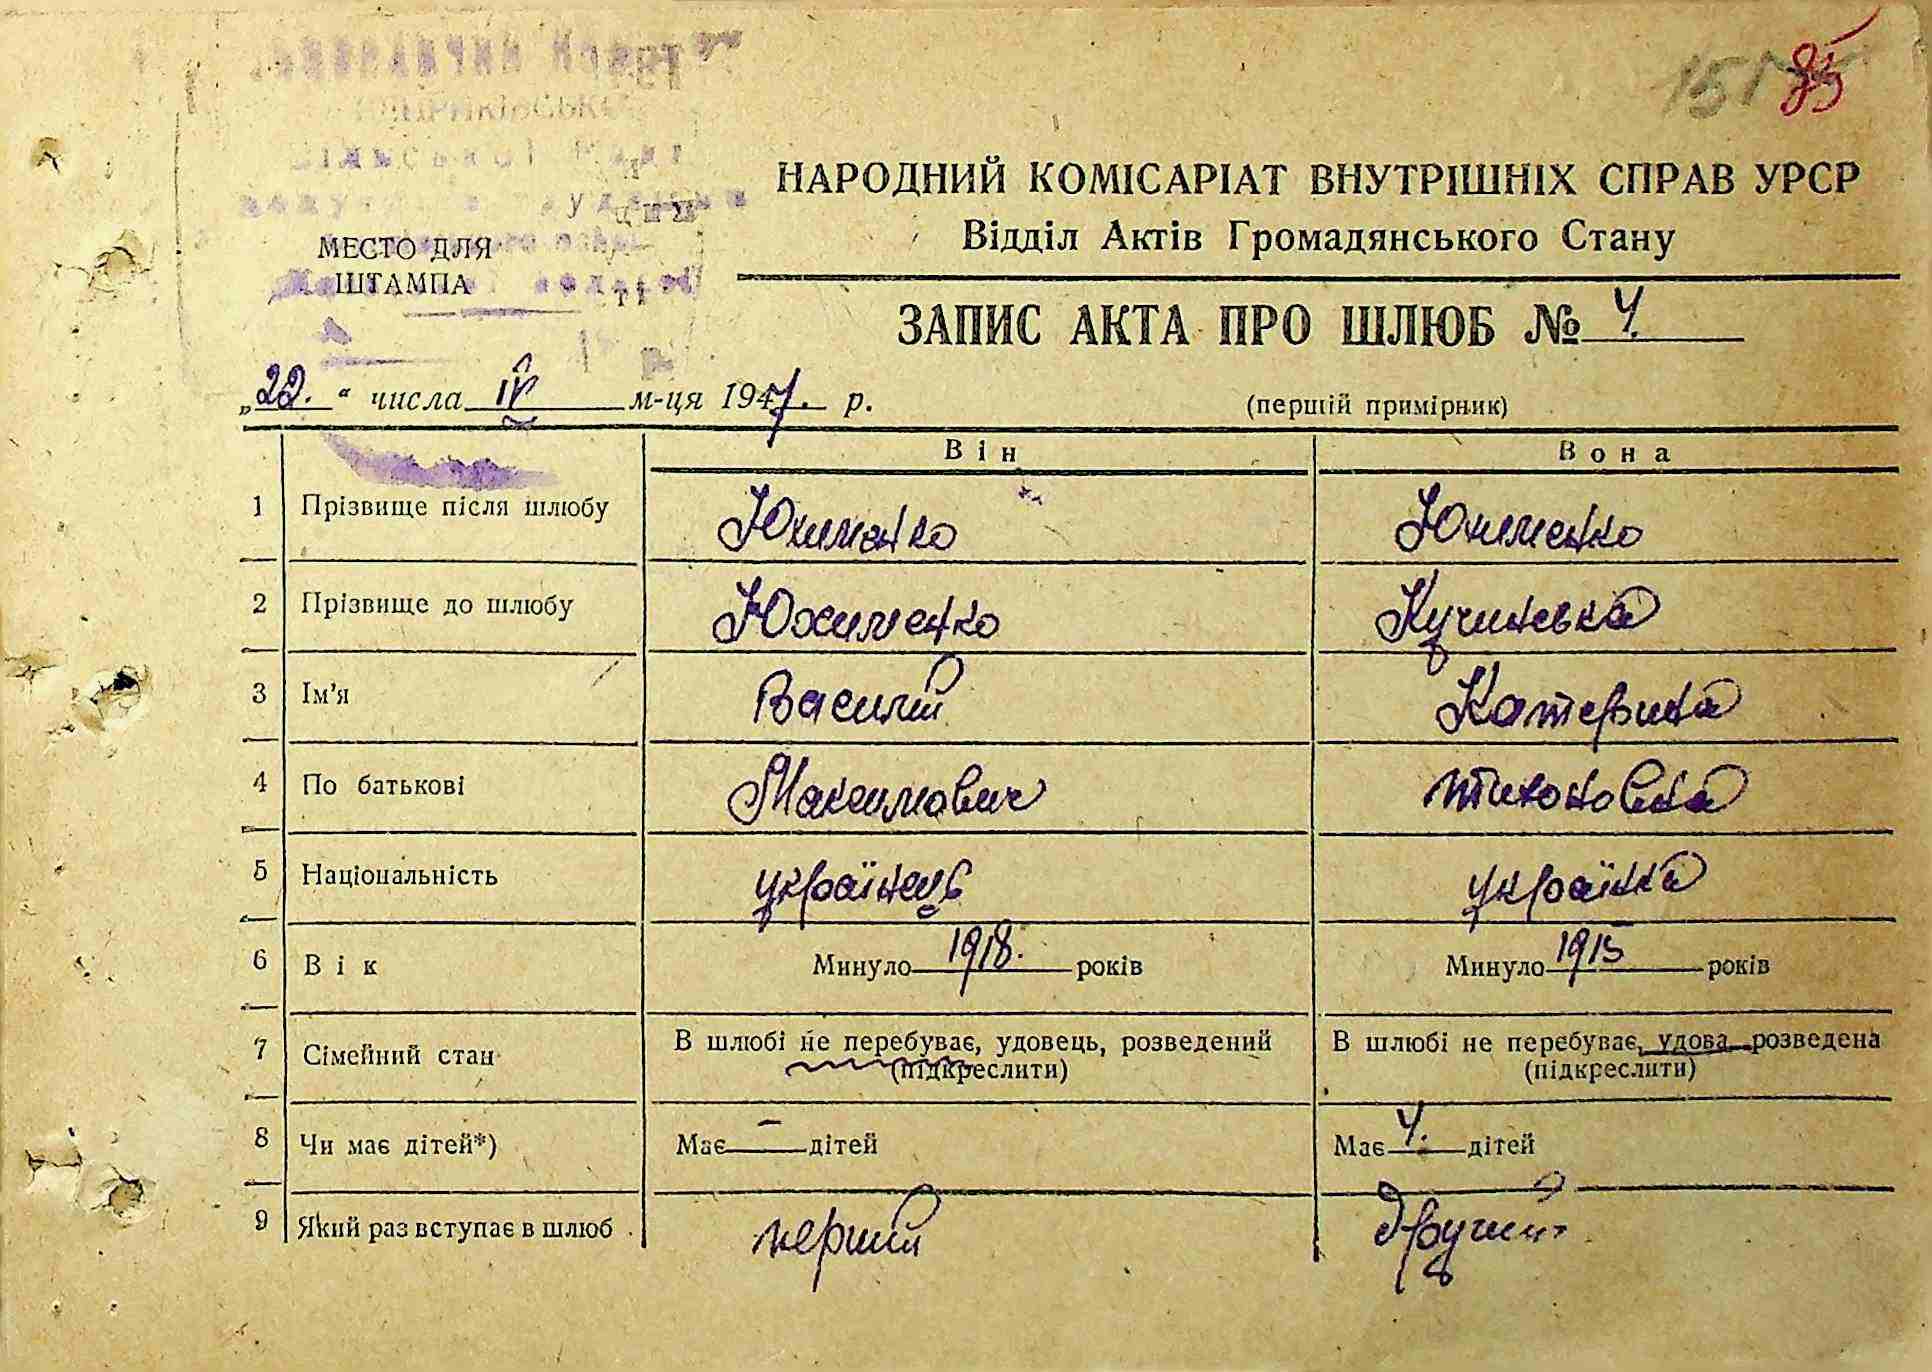 85
НАРОДНИЙ КОМІСАРІАТ ВНУТРІШНІХ СПРАВ УРСР
Відділ Актів Громадянського Стану
МЕСТО ДЛЯ
ШТАМПА
ЗАПИС АКТА ПРО ШЛЮБ № 4.
„22.“ числа IV м-ця 1947. р.
(перший примірник)
Він Вона
1 Прізвище після шлюбу Юхименко Юхименко
2 Прізвище до шлюбу Юхименко Кучинська
3 Ім’я Василій Катерина
4 По батькові Максимович Тихоновна
5 Національність українець українка
6 Вік Минуло 1918. років Минуло 1915 років
7 Сімейний стан В шлюбі не перебуває, удовець, розведений В шлюбі не перебуває, удова розведена
(підкреслити) (підкреслити)
8 Чи має дітей*) Має — дітей Має 4. дітей
9 Який раз вступає в шлюб перший другий